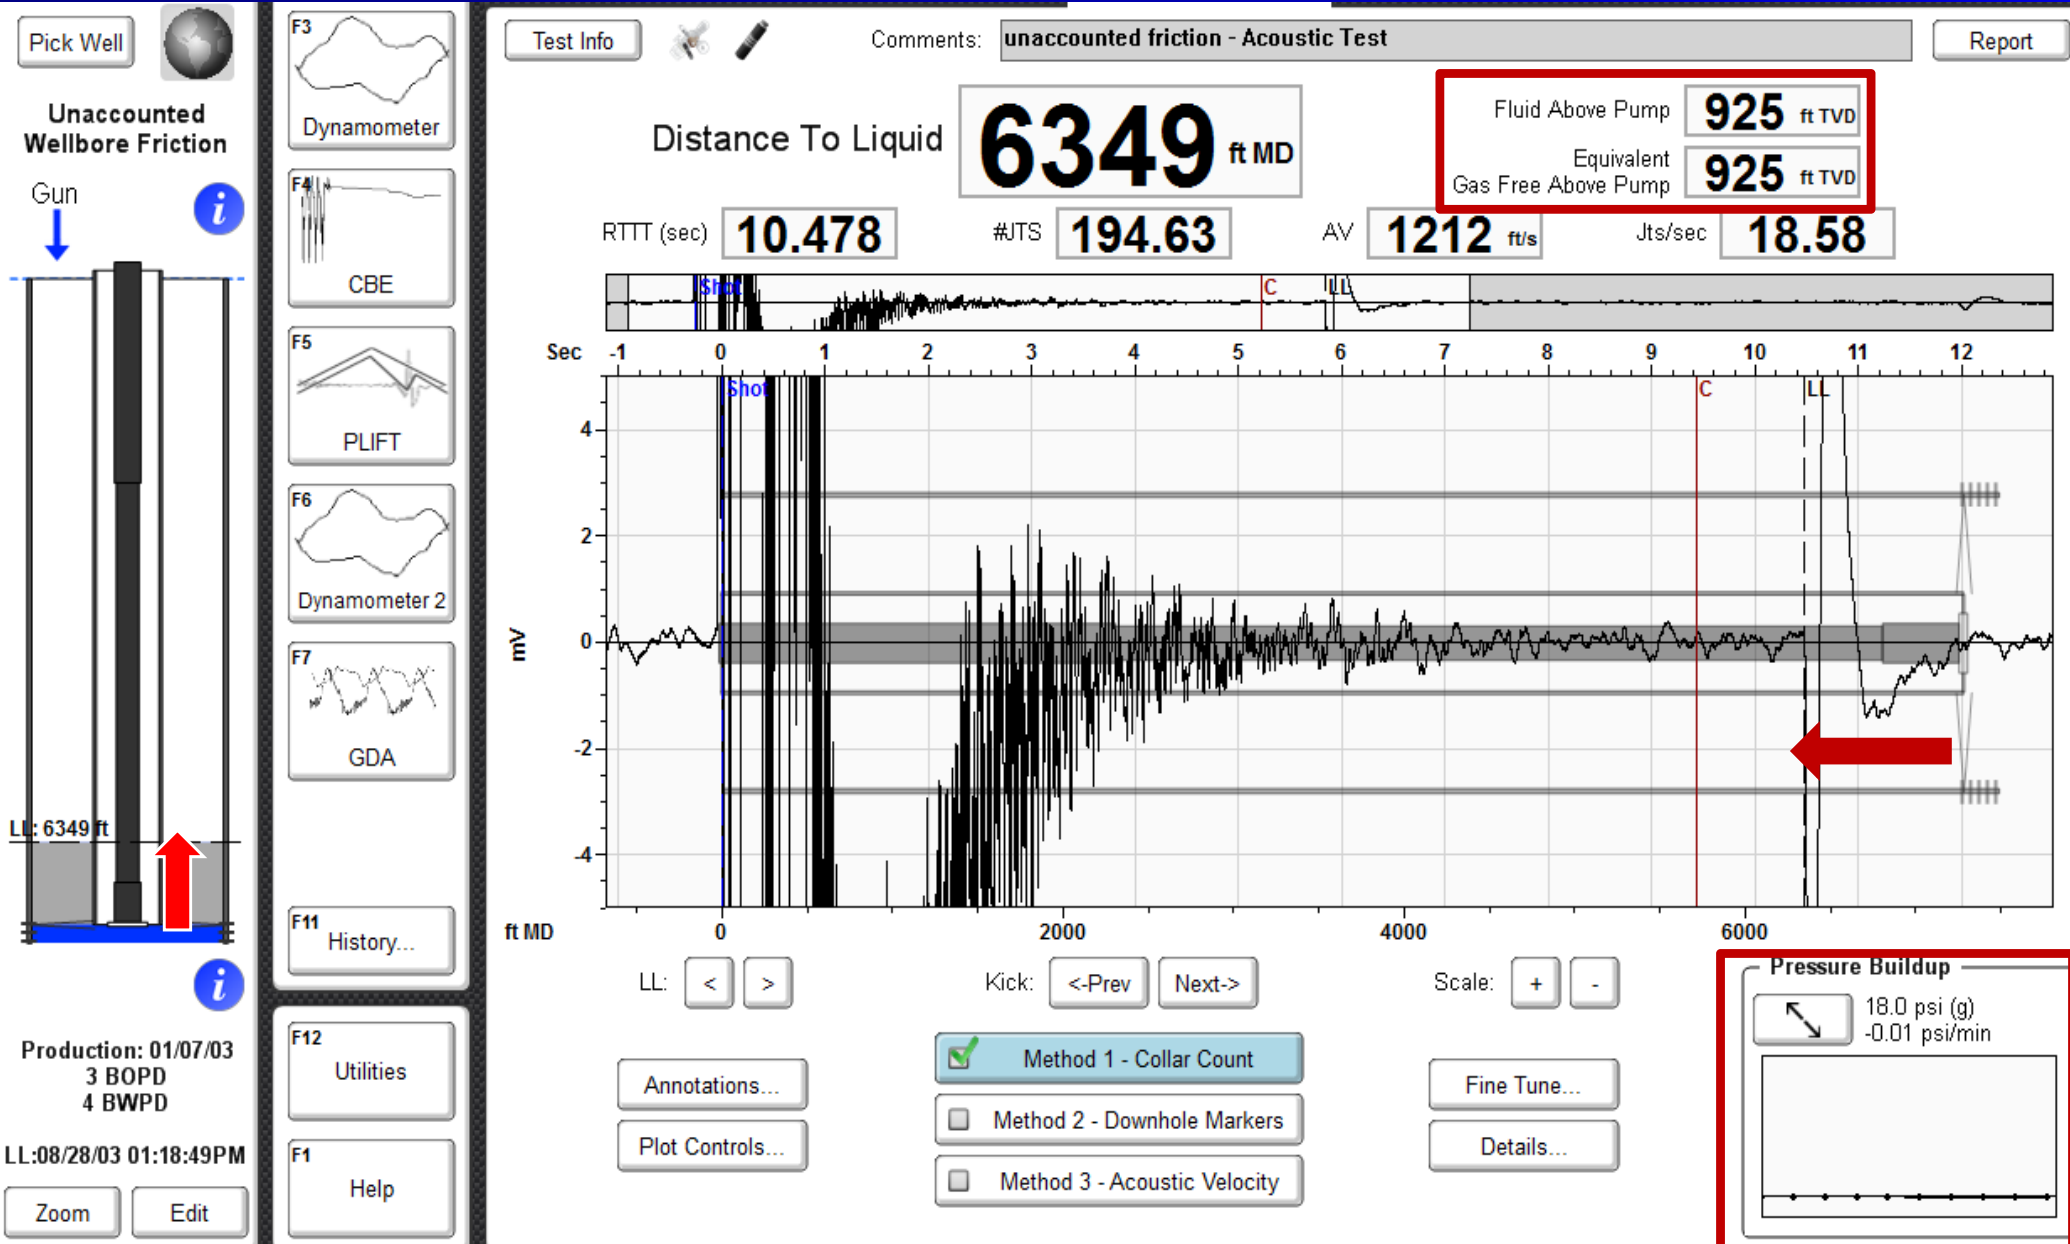 Pick Well
Unaccounted
Wellbore Friction
Gun
LL: 6349 ft
Production: 01/07/03
3 BOPD
4 BWPD
LL:08/28/03 01:18:49PM
Zoom
Edit
F3
Dynamometer
F4
CBE
F5
PLIFT
F6
Dynamometer 2
F7
GDA
F11
History...
F12
Utilities
F1
Help
Test Info
Comments: unaccounted friction - Acoustic Test
Report
Distance To Liquid 6349 ft MD
Fluid Above Pump 925 ft TVD
Equivalent
Gas Free Above Pump 925 ft TVD
RTTT (sec) 10.478
#JTS 194.63
AV 1212 ft/s
Jts/sec 18.58
Shot C LL
Sec -1 0 1 2 3 4 5 6 7 8 9 10 11 12
Shot C LL
mV
4
2
0
-2
-4
ft MD 0 2000 4000 6000
LL: < >
Kick: <-Prev Next->
Scale: + -
Annotations...
Plot Controls...
Method 1 - Collar Count
Method 2 - Downhole Markers
Method 3 - Acoustic Velocity
Fine Tune...
Details...
Pressure Buildup
18.0 psi (g)
-0.01 psi/min